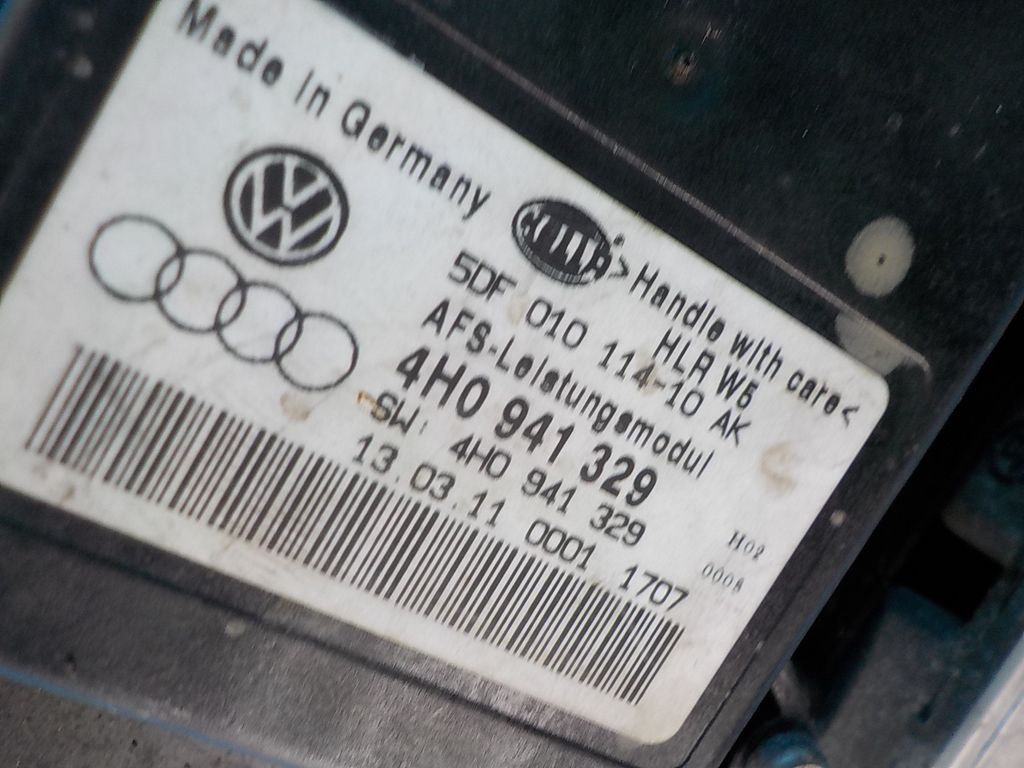 Made in Germany
HELLA >Handle with care<
HLR W5
5DF 010 114-10 AK
AFS-Leistungsmodul
4H0 941 329
SW: 4H0 941 329
13.03.11 0001 1707
H02
0008